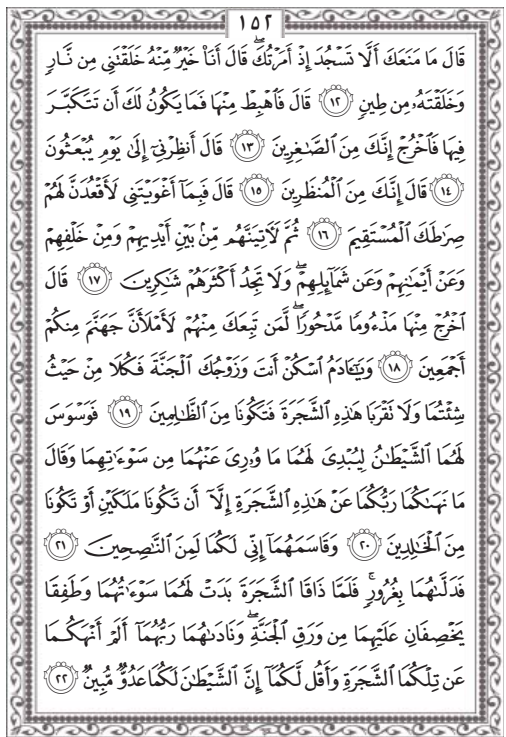 ١٥٢
قَالَ مَا مَنَعَكَ أَلَّا تَسْجُدَ إِذْ أَمَرْتُكَۖ قَالَ أَنَا۠ خَيْرٌ مِّنْهُ خَلَقْتَنِي مِن نَّارٍ
وَخَلَقْتَهُۥ مِن طِينٍ ١٢ قَالَ فَٱهْبِطْ مِنْهَا فَمَا يَكُونُ لَكَ أَن تَتَكَبَّرَ
فِيهَا فَٱخْرُجْ إِنَّكَ مِنَ ٱلصَّٰغِرِينَ ١٣ قَالَ أَنظِرْنِيٓ إِلَىٰ يَوْمِ يُبْعَثُونَ
١٤ قَالَ إِنَّكَ مِنَ ٱلْمُنظَرِينَ ١٥ قَالَ فَبِمَآ أَغْوَيْتَنِي لَأَقْعُدَنَّ لَهُمْ
صِرَٰطَكَ ٱلْمُسْتَقِيمَ ١٦ ثُمَّ لَأٓتِيَنَّهُم مِّنۢ بَيْنِ أَيْدِيهِمْ وَمِنْ خَلْفِهِمْ
وَعَنْ أَيْمَٰنِهِمْ وَعَن شَمَآئِلِهِمْۖ وَلَا تَجِدُ أَكْثَرَهُمْ شَٰكِرِينَ ١٧ قَالَ
ٱخْرُجْ مِنْهَا مَذْءُومًا مَّدْحُورًاۖ لَّمَن تَبِعَكَ مِنْهُمْ لَأَمْلَأَنَّ جَهَنَّمَ مِنكُمْ
أَجْمَعِينَ ١٨ وَيَٰٓـَٔادَمُ ٱسْكُنْ أَنتَ وَزَوْجُكَ ٱلْجَنَّةَ فَكُلَا مِنْ حَيْثُ
شِئْتُمَا وَلَا تَقْرَبَا هَٰذِهِ ٱلشَّجَرَةَ فَتَكُونَا مِنَ ٱلظَّٰلِمِينَ ١٩ فَوَسْوَسَ
لَهُمَا ٱلشَّيْطَٰنُ لِيُبْدِيَ لَهُمَا مَا وُۥرِيَ عَنْهُمَا مِن سَوْءَٰتِهِمَا وَقَالَ
مَا نَهَىٰكُمَا رَبُّكُمَا عَنْ هَٰذِهِ ٱلشَّجَرَةِ إِلَّآ أَن تَكُونَا مَلَكَيْنِ أَوْ تَكُونَا
مِنَ ٱلْخَٰلِدِينَ ٢٠ وَقَاسَمَهُمَآ إِنِّي لَكُمَا لَمِنَ ٱلنَّٰصِحِينَ ٢١
فَدَلَّىٰهُمَا بِغُرُورٍۚ فَلَمَّا ذَاقَا ٱلشَّجَرَةَ بَدَتْ لَهُمَا سَوْءَٰتُهُمَا وَطَفِقَا
يَخْصِفَانِ عَلَيْهِمَا مِن وَرَقِ ٱلْجَنَّةِۖ وَنَادَىٰهُمَا رَبُّهُمَآ أَلَمْ أَنْهَكُمَا
عَن تِلْكُمَا ٱلشَّجَرَةِ وَأَقُل لَّكُمَآ إِنَّ ٱلشَّيْطَٰنَ لَكُمَا عَدُوٌّ مُّبِينٌ ٢٢